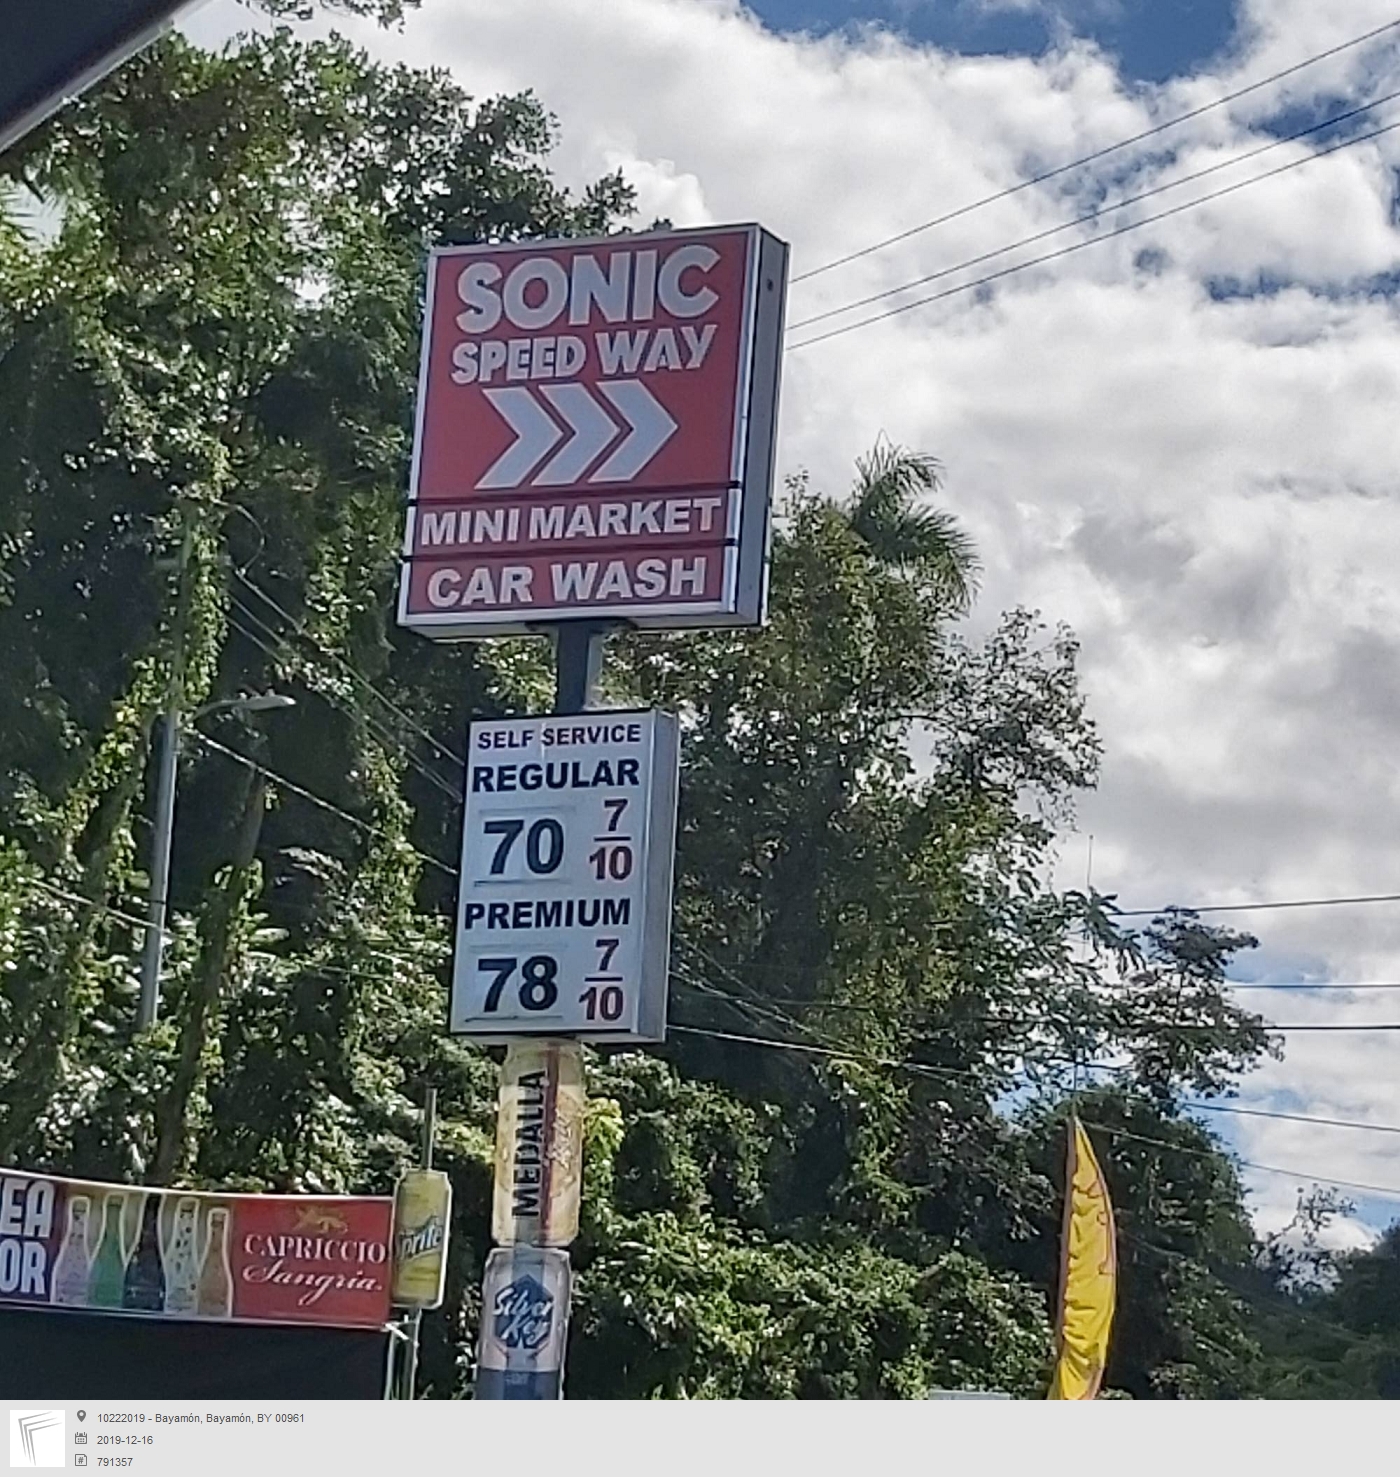 SONIC
SPEED WAY
MINI MARKET
CAR WASH
SELF SERVICE
REGULAR
70 7/10
PREMIUM
78 7/10
MEDALLA
Silver Key
CAPRICCIO
Sangria
Sprite
10222019 - Bayamón, Bayamón, BY 00961
2019-12-16
791357